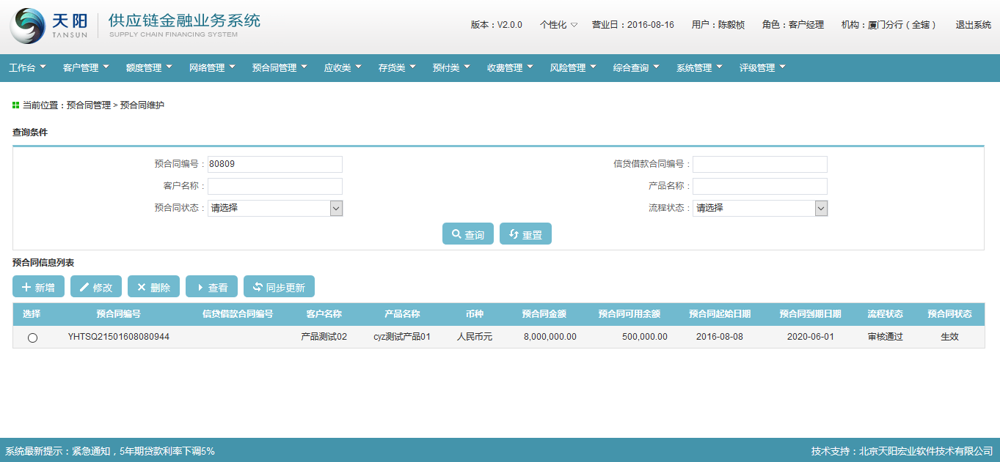 天阳 TANSUN 供应链金融业务系统
SUPPLY CHAIN FINANCING SYSTEM
版本：V2.0.0 个性化 营业日：2016-08-16 用户：陈毅桢 角色：客户经理 机构：厦门分行（全辖） 退出系统
工作台 客户管理 额度管理 网络管理 预合同管理 应收类 存货类 预付类 收费管理 风险管理 综合查询 系统管理 评级管理
当前位置：预合同管理 > 预合同维护
查询条件
预合同编号： 80809 信贷借款合同编号：
客户名称： 产品名称：
预合同状态： 请选择 流程状态： 请选择
查询 重置
预合同信息列表
新增 修改 删除 查看 同步更新
选择 预合同编号 信贷借款合同编号 客户名称 产品名称 币种 预合同金额 预合同可用余额 预合同起始日期 预合同到期日期 流程状态 预合同状态
YHTSQ21501608080944 产品测试02 cyz测试产品01 人民币元 8,000,000.00 500,000.00 2016-08-08 2020-06-01 审核通过 生效
系统最新提示：紧急通知，5年期贷款利率下调5% 技术支持：北京天阳宏业软件技术有限公司